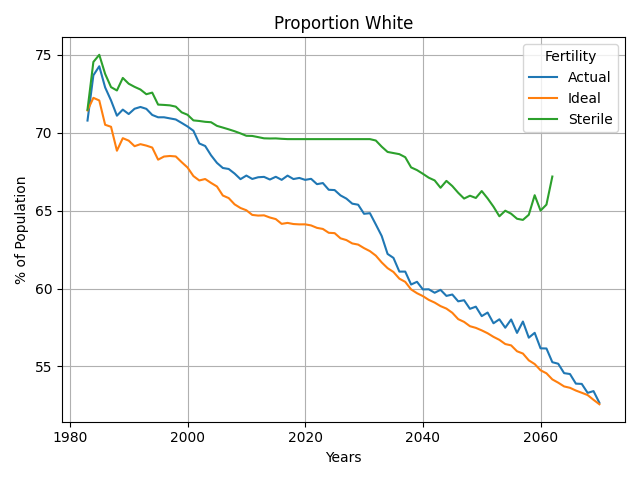 Proportion White
Fertility
Actual
Ideal
Sterile
% of Population
75
70
65
60
55
1980
2000
2020
2040
2060
Years